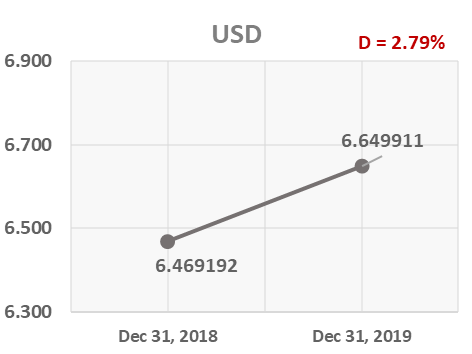 USD
D = 2.79%
6.900
6.700
6.500
6.300
6.649911
6.469192
Dec 31, 2018
Dec 31, 2019